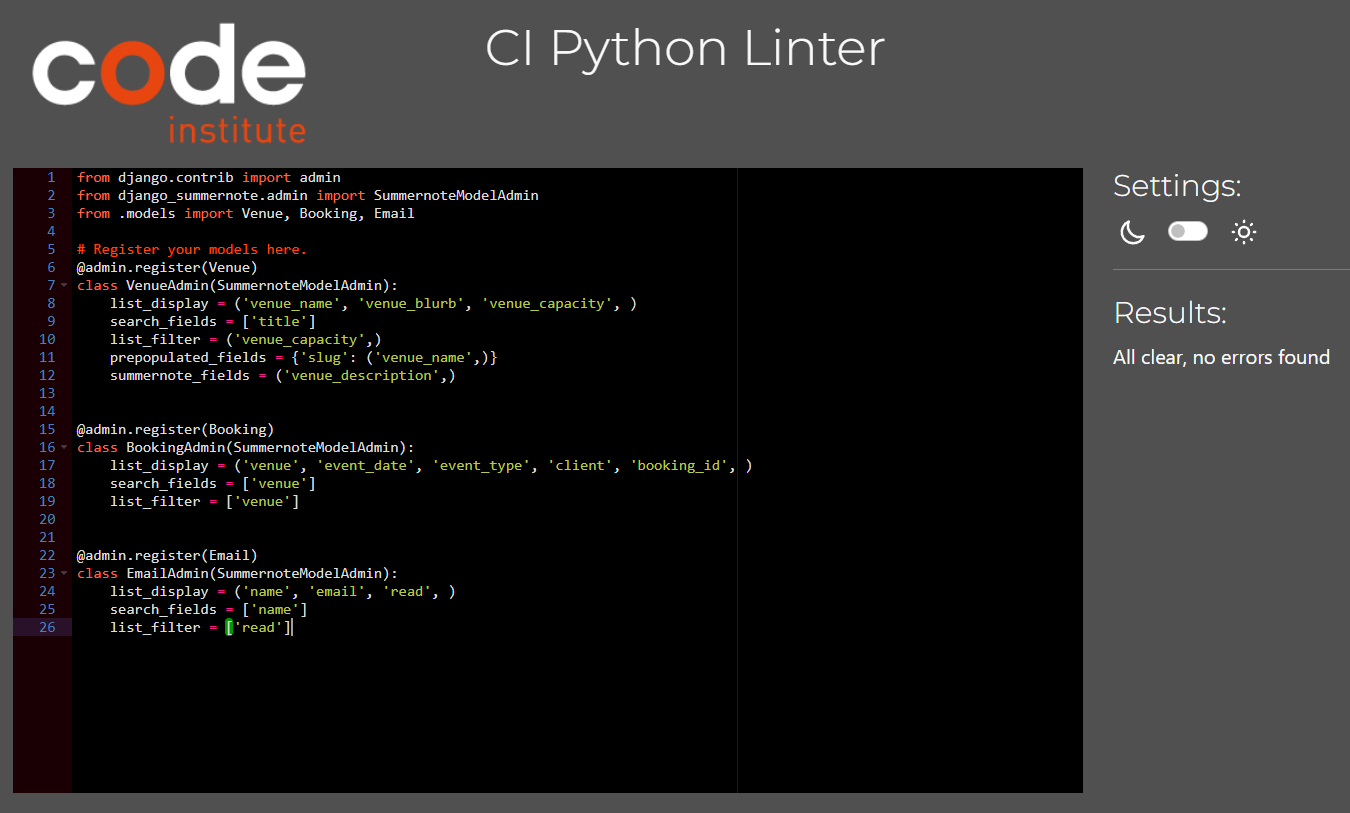 code
institute
CI Python Linter
1 from django.contrib import admin
2 from django_summernote.admin import SummernoteModelAdmin
3 from .models import Venue, Booking, Email
4
5 # Register your models here.
6 @admin.register(Venue)
7 class VenueAdmin(SummernoteModelAdmin):
8     list_display = ('venue_name', 'venue_blurb', 'venue_capacity', )
9     search_fields = ['title']
10     list_filter = ('venue_capacity',)
11     prepopulated_fields = {'slug': ('venue_name',)}
12     summernote_fields = ('venue_description',)
13
14
15 @admin.register(Booking)
16 class BookingAdmin(SummernoteModelAdmin):
17     list_display = ('venue', 'event_date', 'event_type', 'client', 'booking_id', )
18     search_fields = ['venue']
19     list_filter = ['venue']
20
21
22 @admin.register(Email)
23 class EmailAdmin(SummernoteModelAdmin):
24     list_display = ('name', 'email', 'read', )
25     search_fields = ['name']
26     list_filter = ['read']
Settings:
Results:
All clear, no errors found